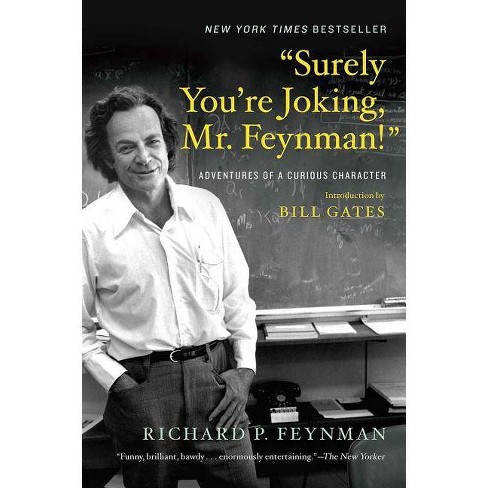 NEW YORK TIMES BESTSELLER
“Surely
You’re Joking,
Mr. Feynman!”
ADVENTURES OF A CURIOUS CHARACTER
Introduction by
BILL GATES
RICHARD P. FEYNMAN
“Funny, brilliant, bawdy . . . enormously entertaining.”—The New Yorker